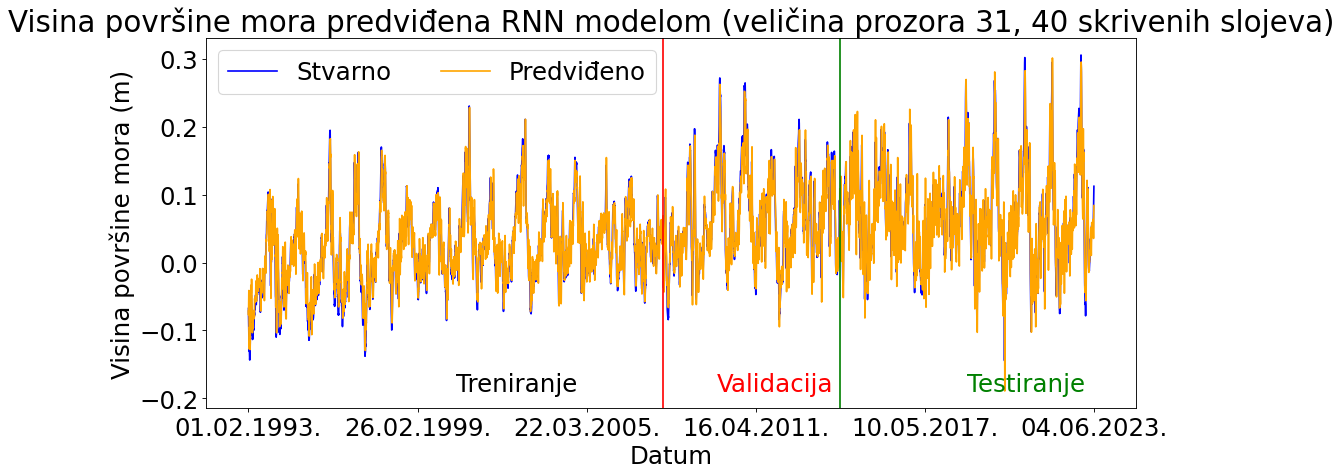 Visina površine mora predviđena RNN modelom (veličina prozora 31, 40 skrivenih slojeva)
Stvarno Predviđeno
Visina površine mora (m)
0.3
0.2
0.1
0.0
−0.1
−0.2
Treniranje Validacija Testiranje
01.02.1993. 26.02.1999. 22.03.2005. 16.04.2011. 10.05.2017. 04.06.2023.
Datum